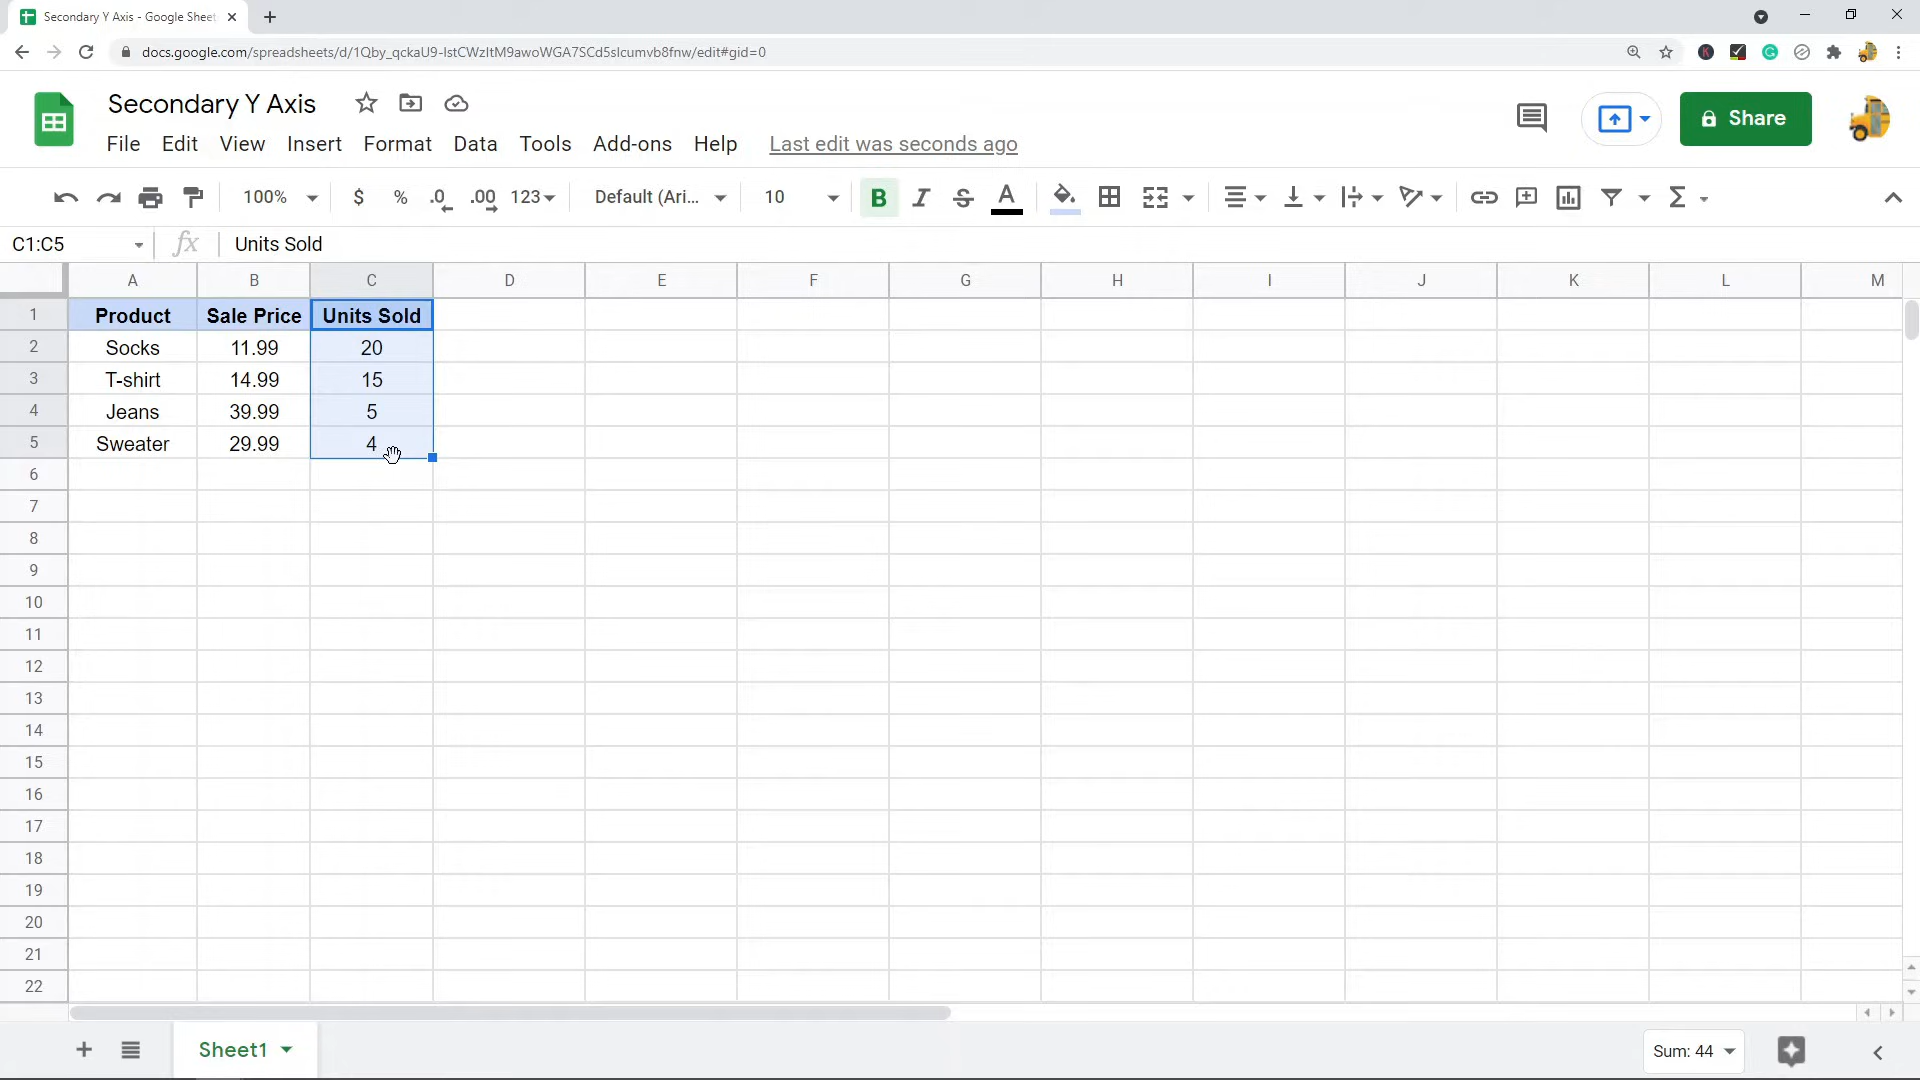 Secondary Y Axis - Google Sheet
docs.google.com/spreadsheets/d/1Qby_qckaU9-IstCWzItM9awoWGA7SCd5sIcumvb8fnw/edit#gid=0
Secondary Y Axis
File Edit View Insert Format Data Tools Add-ons Help Last edit was seconds ago
Share
100% $ % .0 .00 123 Default (Ari... 10 B I S A
C1:C5 fx Units Sold
A B C D E F G H I J K L M
1 Product Sale Price Units Sold
2 Socks 11.99 20
3 T-shirt 14.99 15
4 Jeans 39.99 5
5 Sweater 29.99 4
6
7
8
9
10
11
12
13
14
15
16
17
18
19
20
21
22
Sheet1 Sum: 44